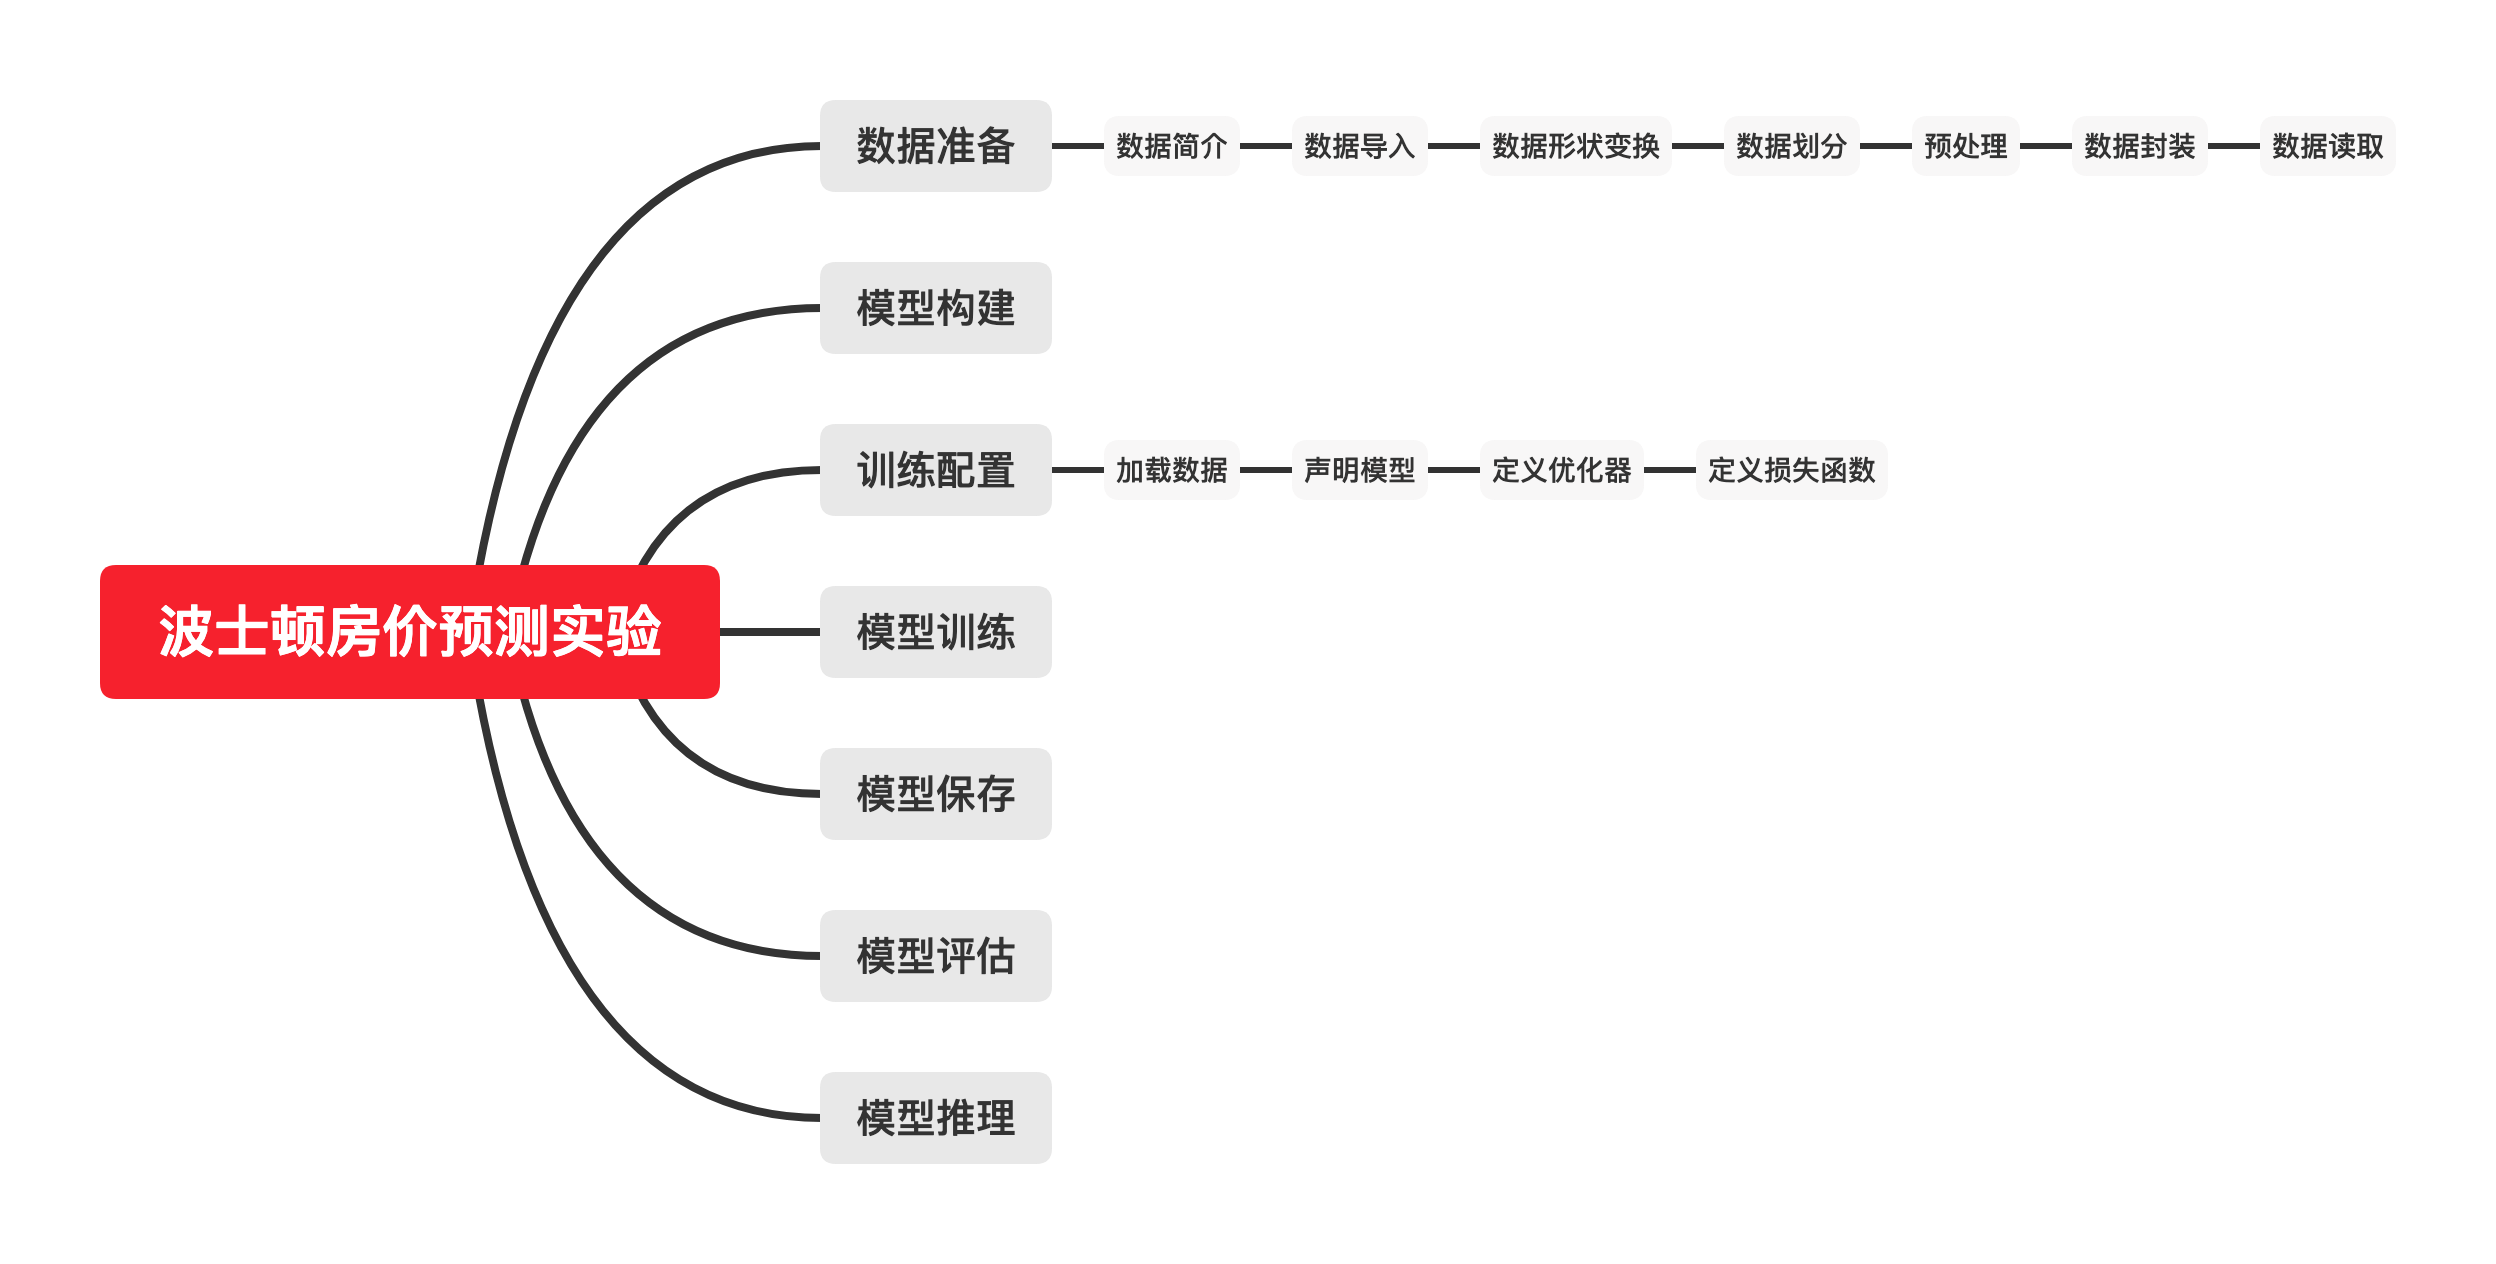 数据准备
数据简介
数据导入
数据形状变换
数据划分
预处理
数据封装
数据读取
模型构建
训练配置
加载数据
声明模型
定义优化器
定义损失函数
波士顿房价预测实验
模型训练
模型保存
模型评估
模型推理